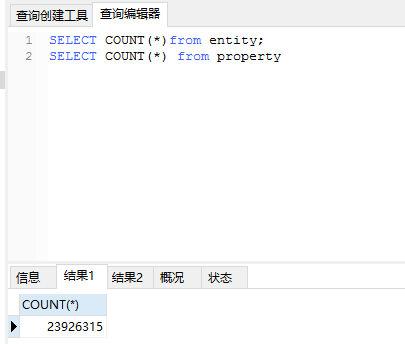 查询创建工具 查询编辑器
1 SELECT COUNT(*)from entity;
2 SELECT COUNT(*) from property
信息 结果1 结果2 概况 状态
COUNT(*)
23926315